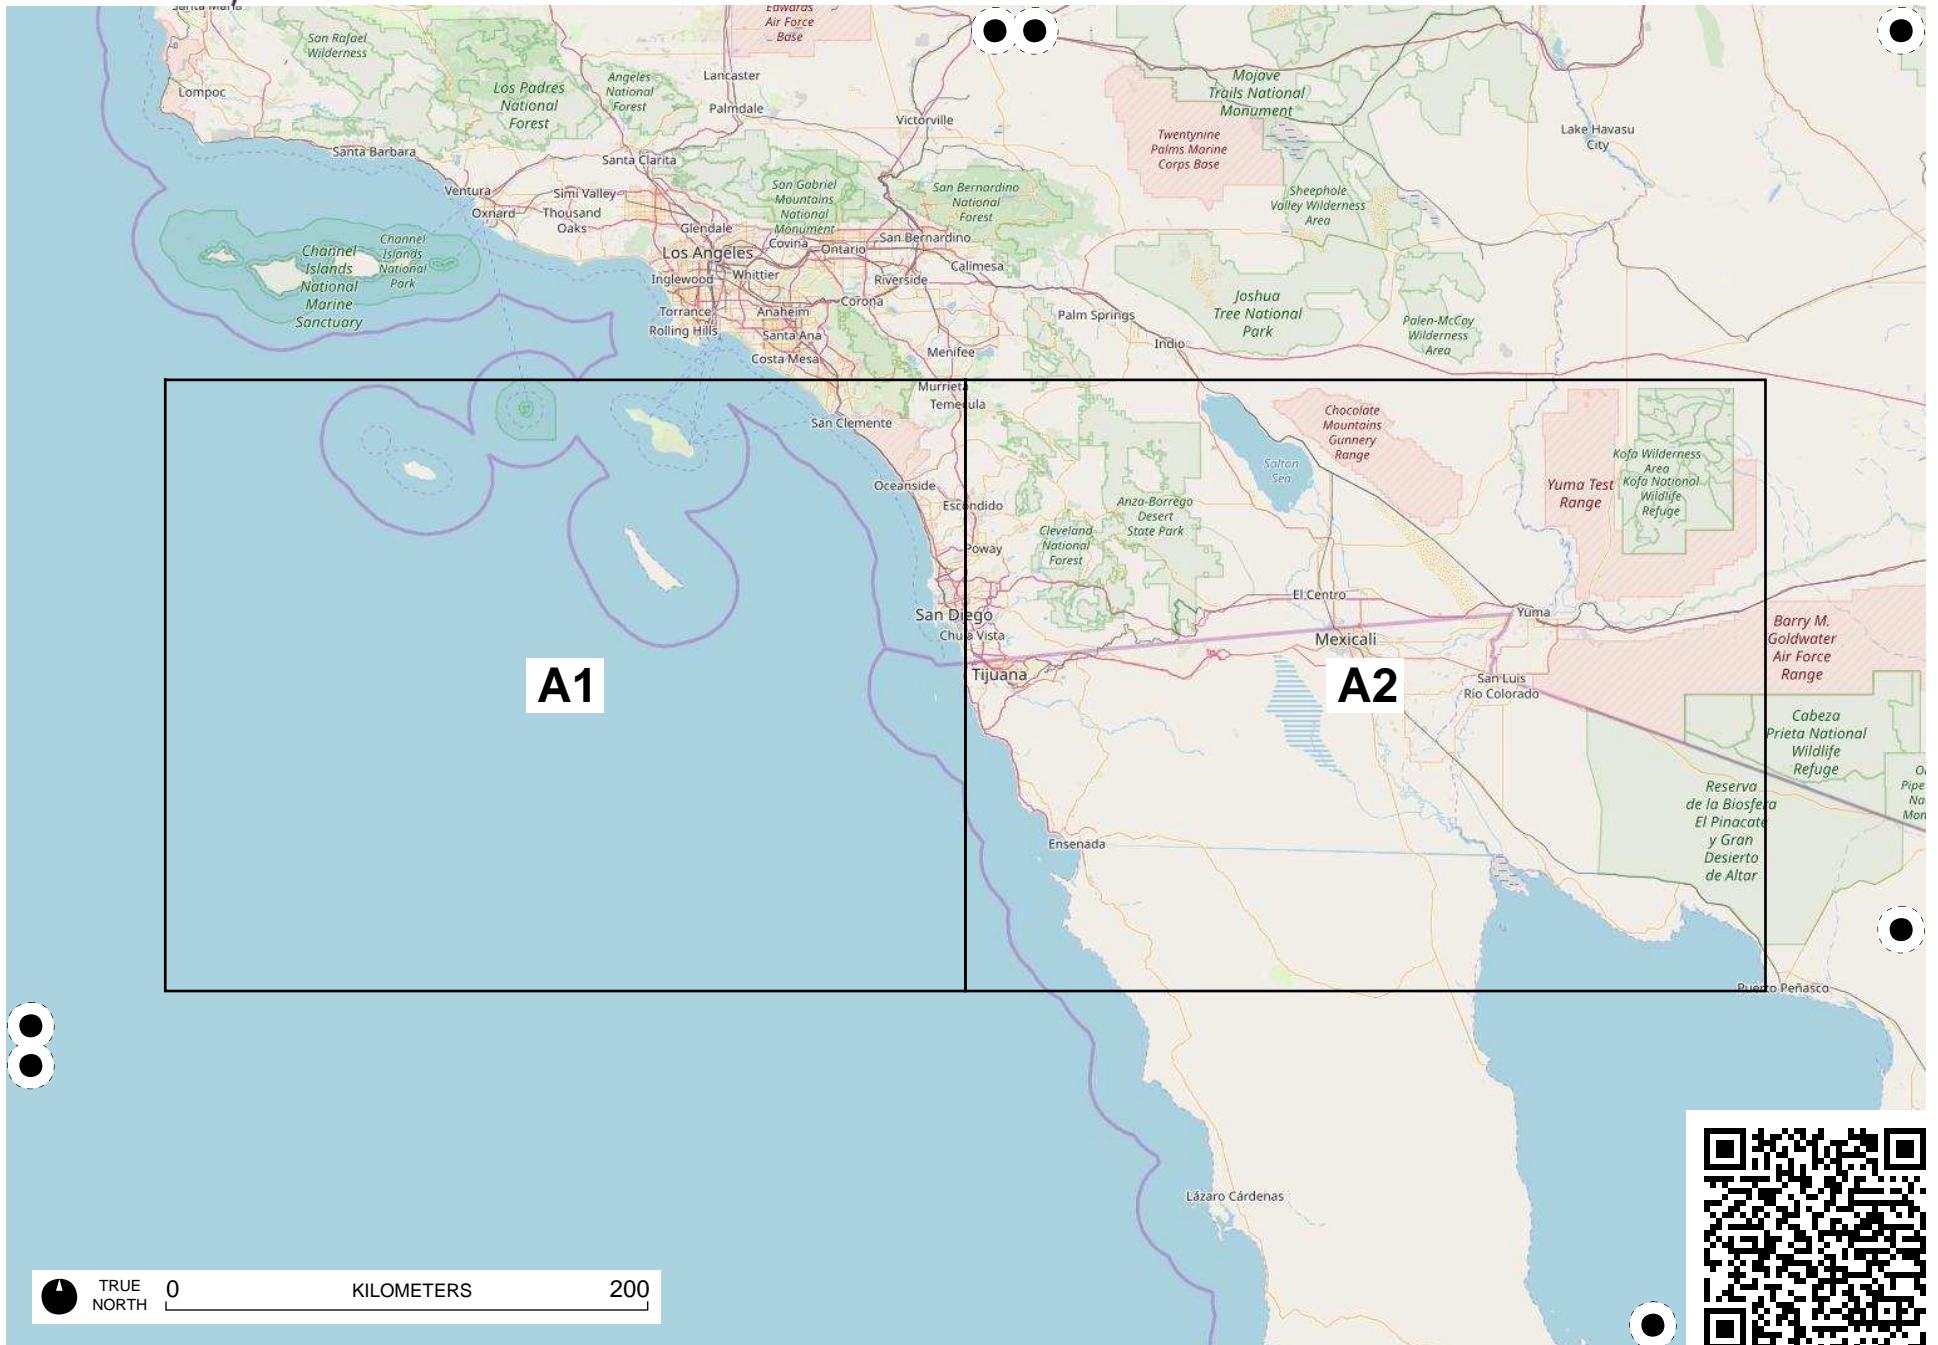 Santa Maria
Edwards
Air Force
Base
San Rafael
Wilderness
Lompoc
Los Padres
National
Forest
Angeles
National
Forest
Lancaster
Palmdale
Victorville
Mojave
Trails National
Monument
Twentynine
Palms Marine
Corps Base
Lake Havasu
City
Santa Barbara
Santa Clarita
Ventura
Oxnard
Simi Valley
Thousand
Oaks
San Gabriel
Mountains
National
Monument
San Bernardino
National
Forest
Sheephole
Valley Wilderness
Area
Glendale
Los Angeles
Covina
Ontario
San Bernardino
Channel
Islands
National
Marine
Sanctuary
Channel
Islands
National
Park
Inglewood
Whittier
Riverside
Calimesa
Torrance
Anaheim
Corona
Rolling Hills
Santa Ana
Costa Mesa
Menifee
Palm Springs
Indio
Joshua
Tree National
Park
Palen-McCoy
Wilderness
Area
Murrieta
Temecula
San Clemente
Chocolate
Mountains
Gunnery
Range
Salton
Sea
Yuma Test
Range
Kofa Wilderness
Area
Kofa National
Wildlife
Refuge
Oceanside
Escondido
Anza-Borrego
Desert
State Park
Cleveland
National
Forest
Poway
San Diego
Chula Vista
El Centro
Yuma
Mexicali
Barry M.
Goldwater
Air Force
Range
A1
Tijuana
A2
San Luis
Río Colorado
Cabeza
Prieta National
Wildlife
Refuge
Pipe
Reserva
de la Biosfera
El Pinacate
y Gran
Desierto
de Altar
Ensenada
Puerto Peñasco
Lázaro Cárdenas
TRUE
NORTH
0 KILOMETERS 200